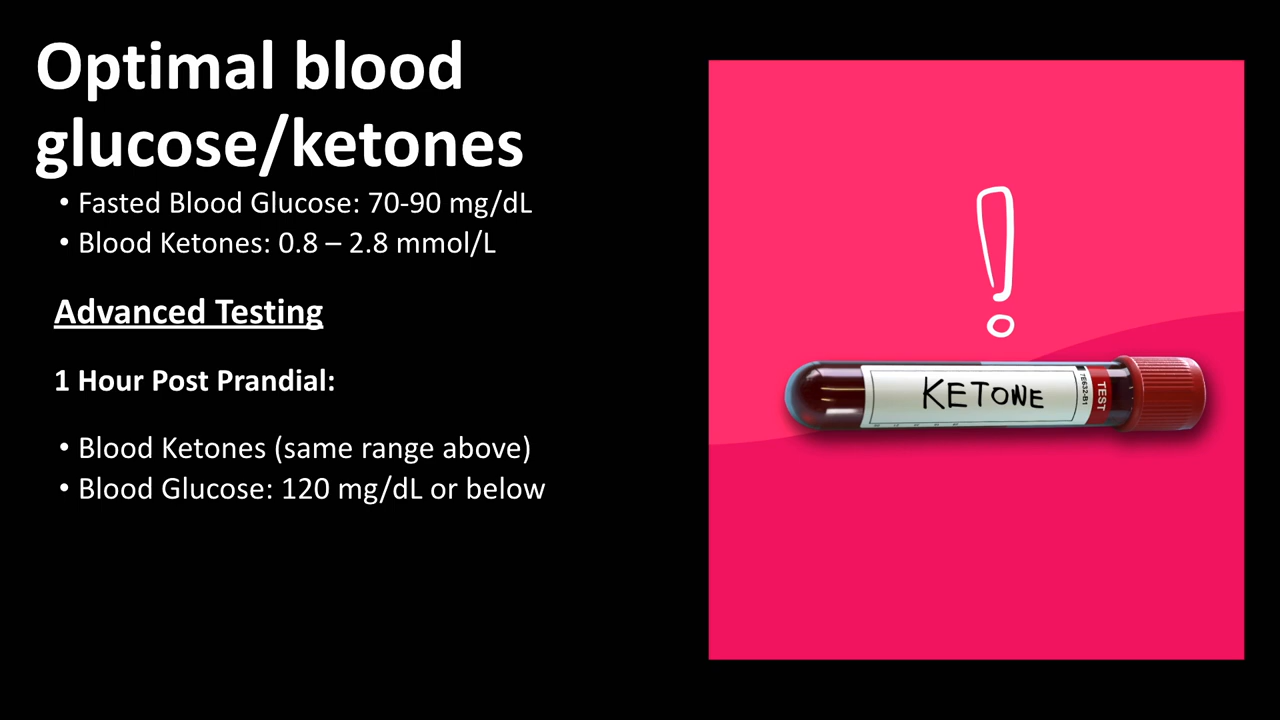 Optimal blood
glucose/ketones
• Fasted Blood Glucose: 70-90 mg/dL
• Blood Ketones: 0.8 – 2.8 mmol/L
Advanced Testing
1 Hour Post Prandial:
• Blood Ketones (same range above)
• Blood Glucose: 120 mg/dL or below
!
KETONE
TE632-B1
TEST